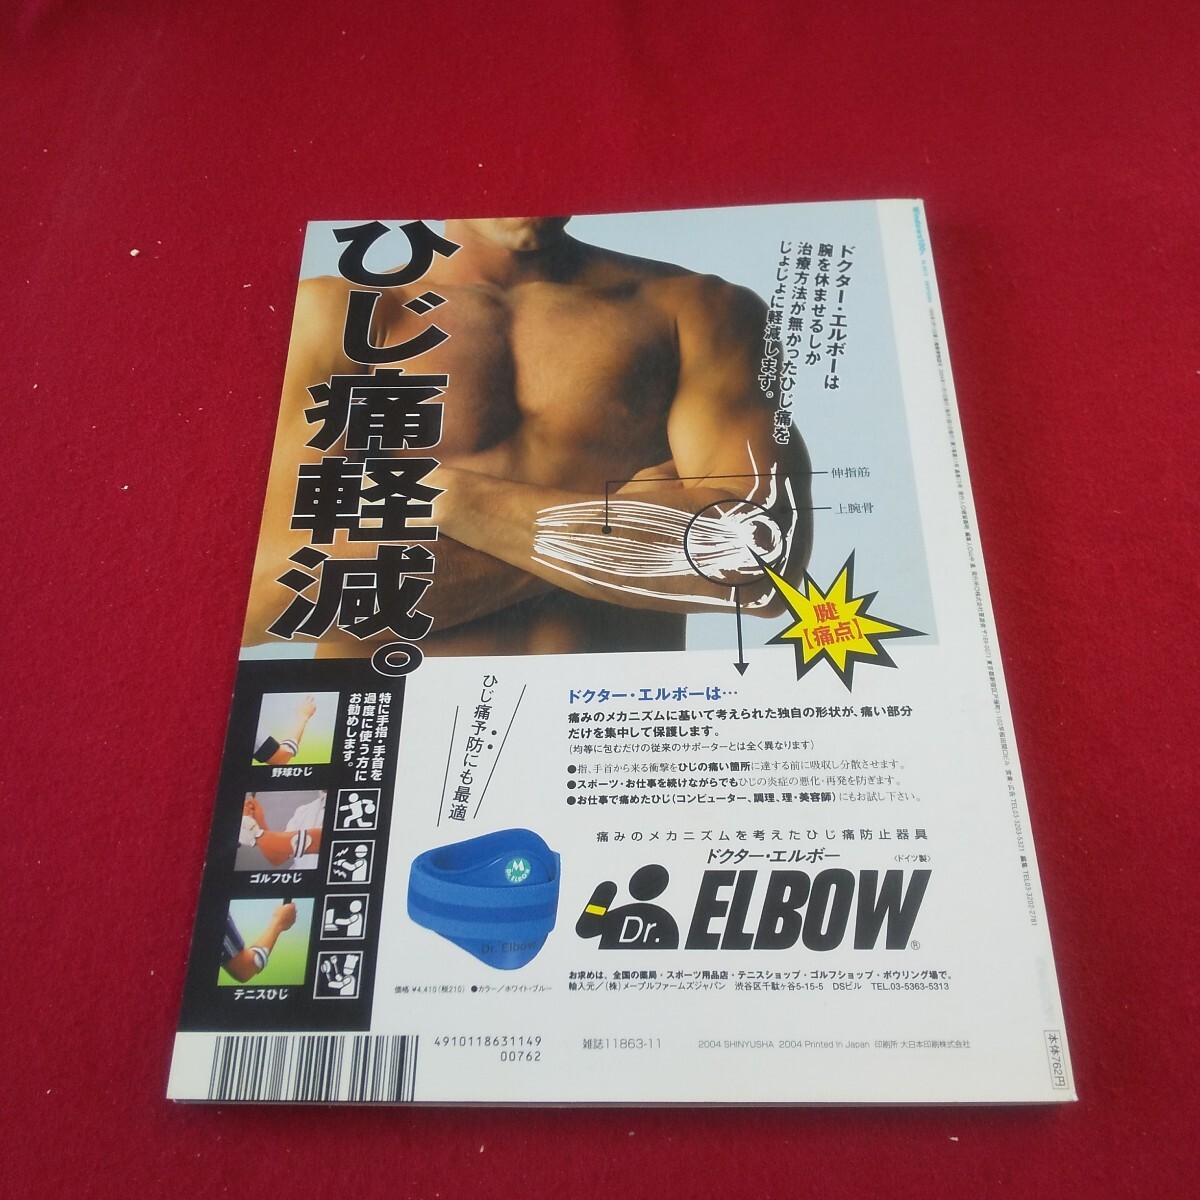 ひじ痛軽減。
ドクター・エルボーは
腕を休ませるしか
治療方法が無かったひじ痛を
じょじょに軽減します。
伸指筋
上腕骨
腱
【痛点】
特に手指・手首を
過度に使う方に
お勧めします。
野球ひじ
ゴルフひじ
テニスひじ
ひじ痛予防にも最適
ドクター・エルボーは…
痛みのメカニズムに基いて考えられた独自の形状が、痛い部分
だけを集中して保護します。
(均等に包むだけの従来のサポーターとは全く異なります)
●指、手首から来る衝撃をひじの痛い箇所に達する前に吸収し分散させます。
●スポーツ・お仕事を続けながらでもひじの炎症の悪化・再発を防ぎます。
●お仕事で痛めたひじ(コンピューター、調理、理・美容師)にもお試し下さい。
痛みのメカニズムを考えたひじ痛防止器具
ドクター・エルボー
〈ドイツ製〉
Dr. ELBOW®
Dr. Elbow
価格 ¥4,410(税210) ●カラー/ホワイト・ブルー
お求めは、全国の薬局・スポーツ用品店・テニスショップ・ゴルフショップ・ボウリング場で。
輸入元/(株)メープルファームズジャパン 渋谷区千駄ヶ谷5-15-5 DSビル TEL.03-5363-5313
4910118631149
00762
雑誌11863-11
2004 SHINYUSHA 2004 Printed in Japan 印刷所 大日本印刷株式会社
本体762円